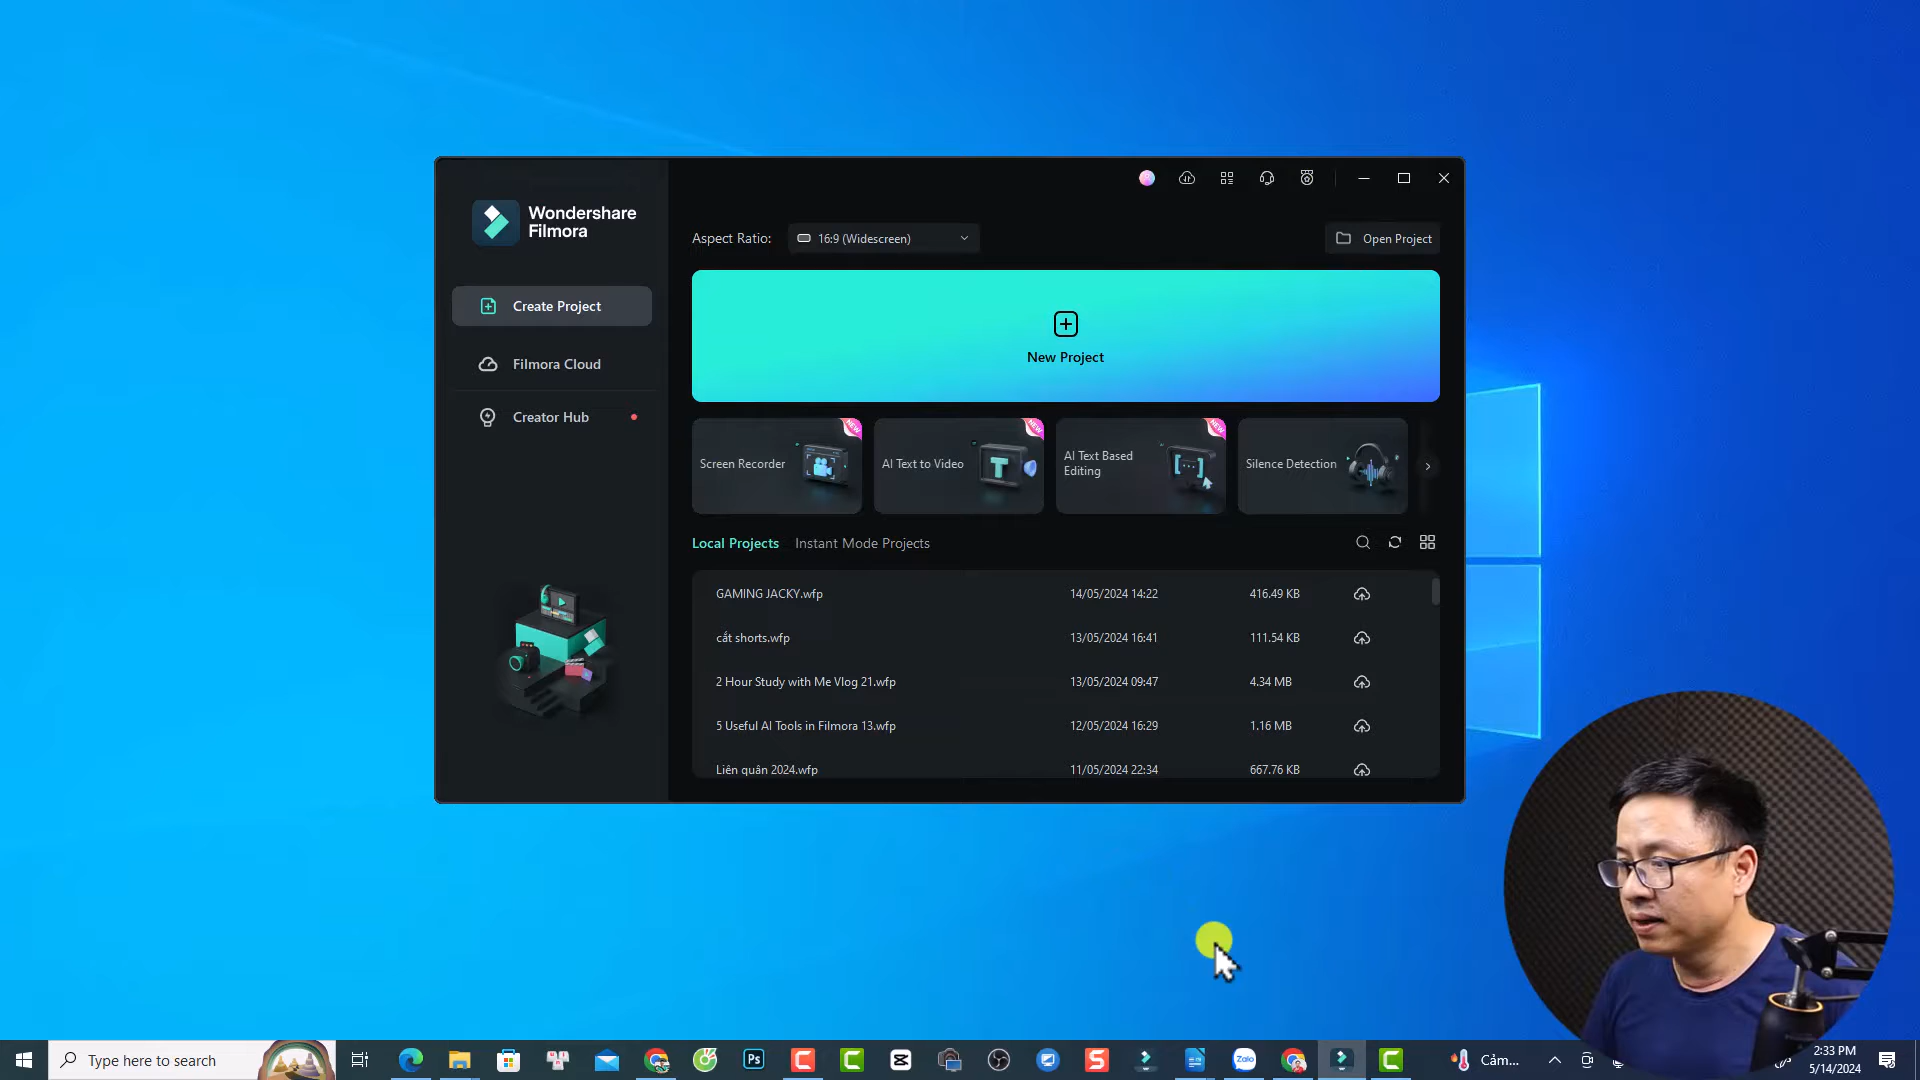 Wondershare
Filmora
Aspect Ratio:
16:9 (Widescreen)
Open Project
Create Project
Filmora Cloud
Creator Hub
New Project
Screen Recorder
NEW
AI Text to Video
NEW
AI Text Based
Editing
NEW
Silence Detection
Local Projects
Instant Mode Projects
GAMING JACKY.wfp 14/05/2024 14:22 416.49 KB
cắt shorts.wfp 13/05/2024 16:41 111.54 KB
2 Hour Study with Me Vlog 21.wfp 13/05/2024 09:47 4.34 MB
5 Useful AI Tools in Filmora 13.wfp 12/05/2024 16:29 1.16 MB
Liên quân 2024.wfp 11/05/2024 22:34 667.76 KB
Type here to search
Ps
Zalo
Cảm...
2:33 PM
5/14/2024